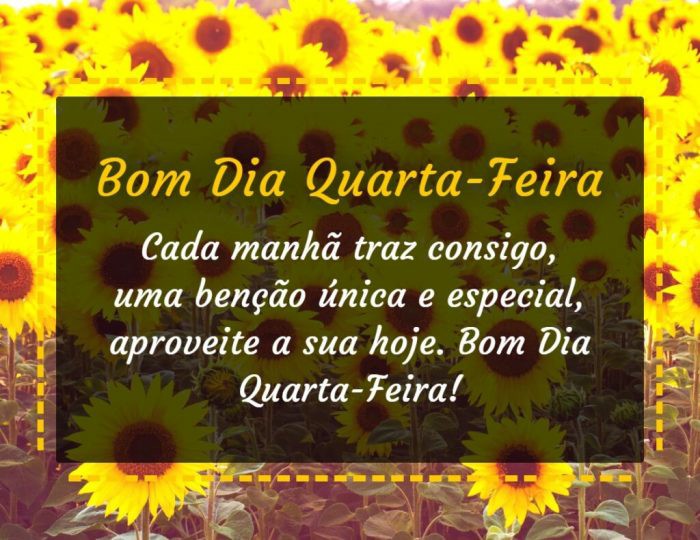 Bom Dia Quarta-Feira
Cada manhã traz consigo,
uma benção única e especial,
aproveite a sua hoje. Bom Dia
Quarta-Feira!